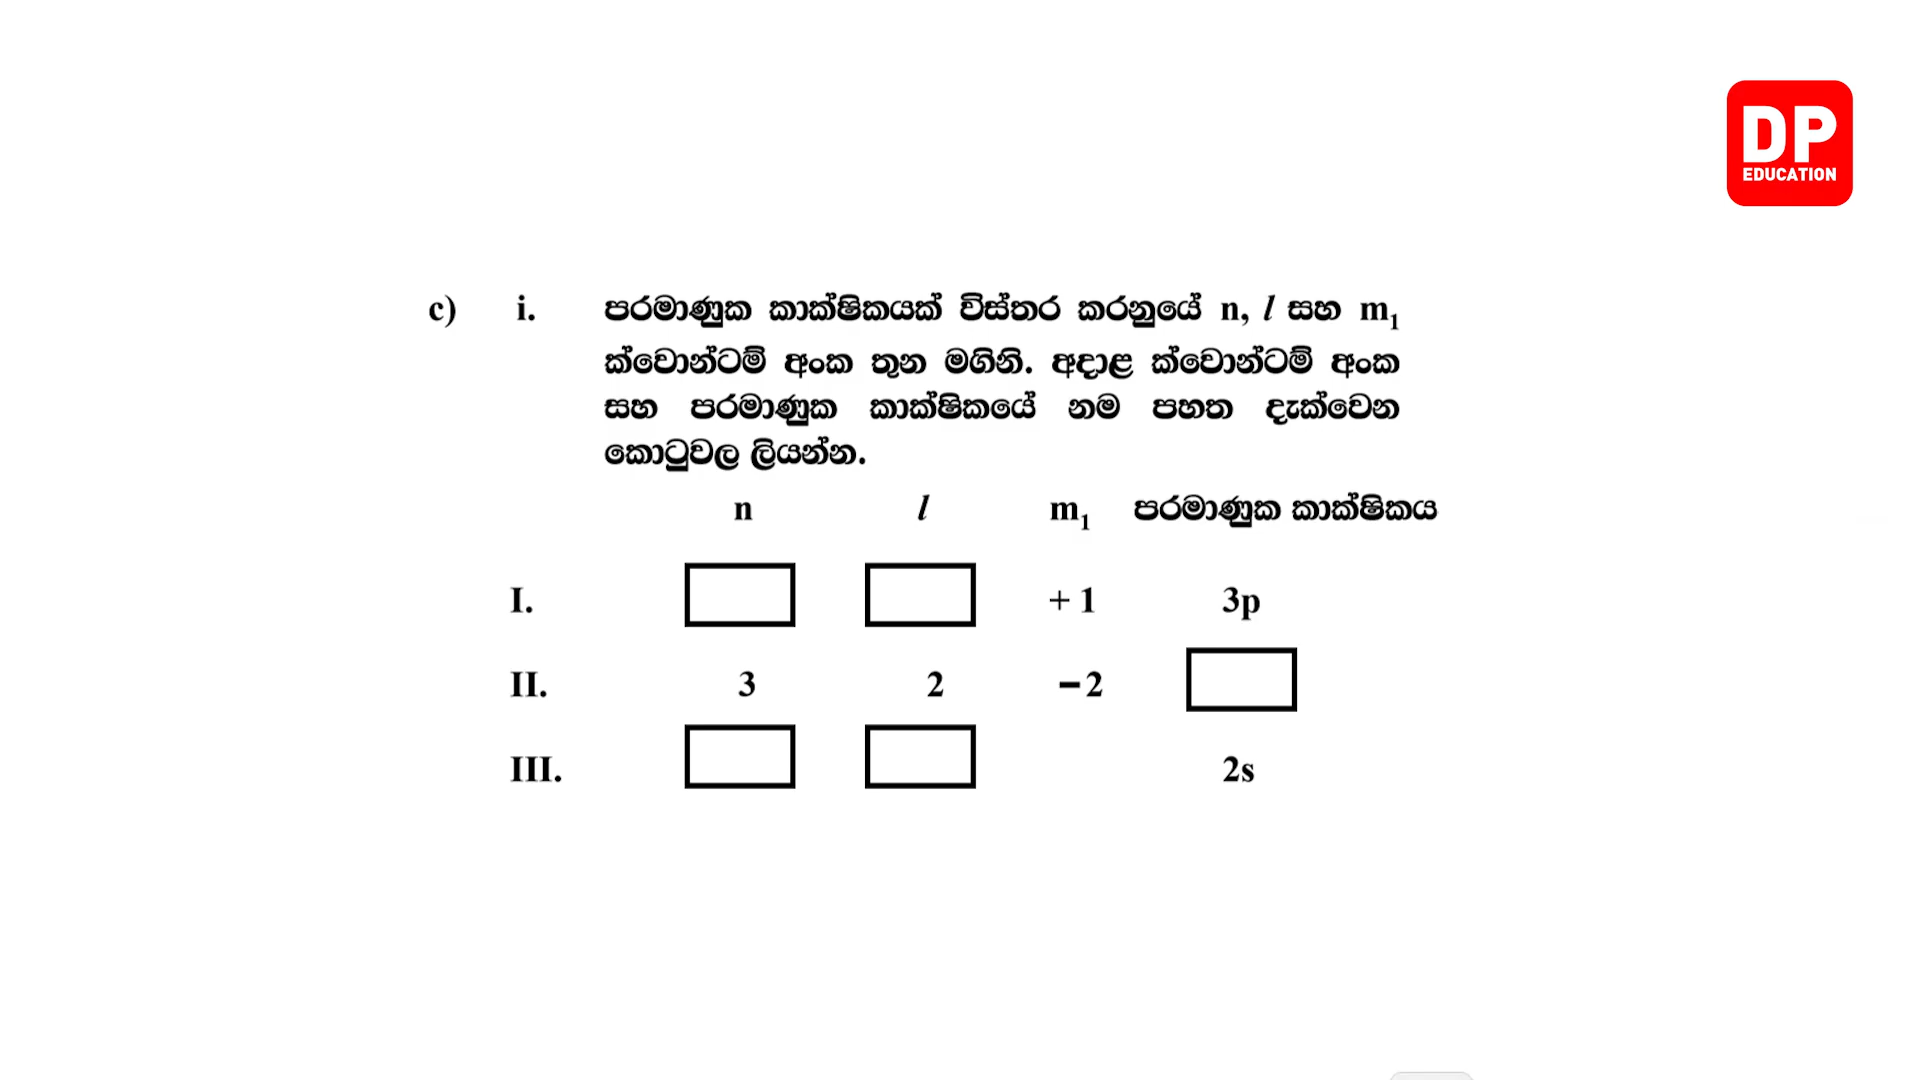 DP
EDUCATION
c) i. පරමාණුක කාක්ෂිකයක් විස්තර කරනුයේ n, l සහ m₁
ක්වොන්ටම් අංක තුන මගිනි. අදාළ ක්වොන්ටම් අංක
සහ පරමාණුක කාක්ෂිකයේ නම පහත දැක්වෙන
කොටුවල ලියන්න.
n l m₁ පරමාණුක කාක්ෂිකය
I. + 1 3p
II. 3 2 −2
III. 2s